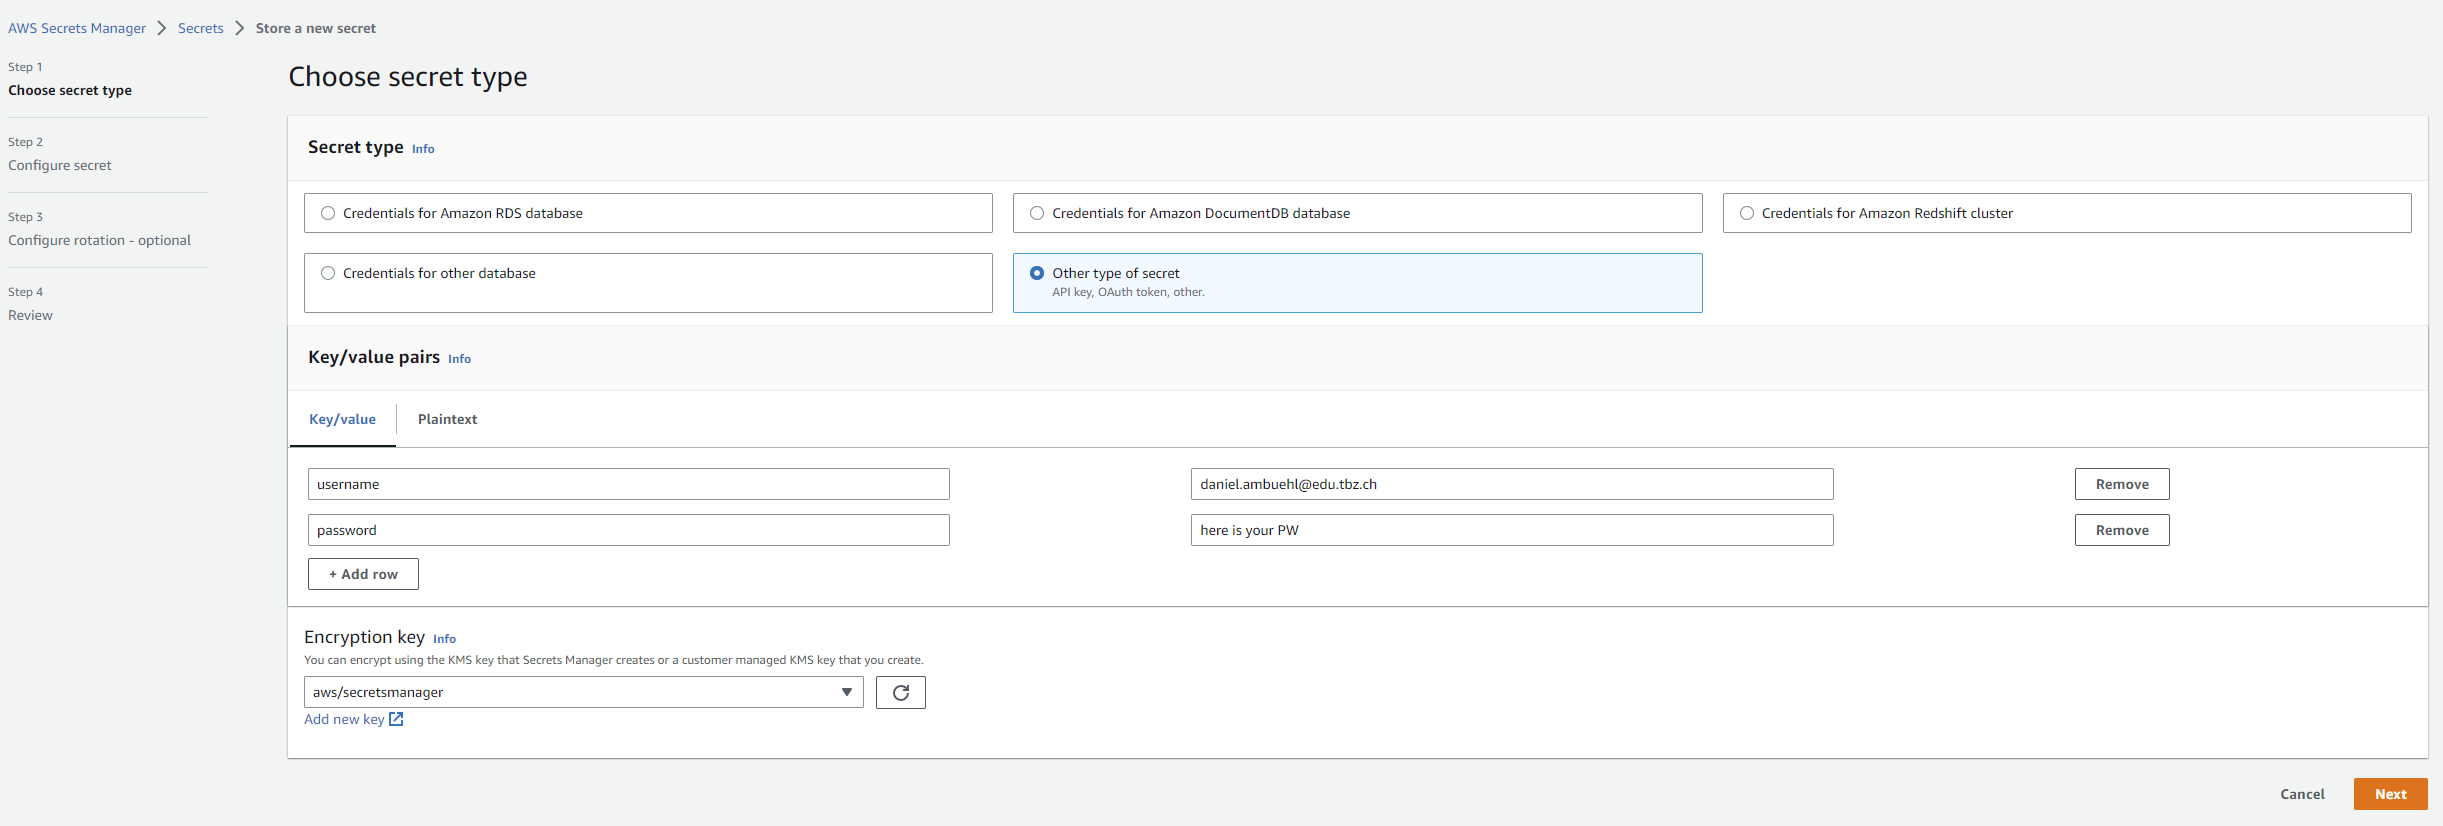 AWS Secrets Manager > Secrets > Store a new secret
Step 1
Choose secret type
Step 2
Configure secret
Step 3
Configure rotation - optional
Step 4
Review
Choose secret type
Secret type Info
Credentials for Amazon RDS database
Credentials for Amazon DocumentDB database
Credentials for Amazon Redshift cluster
Credentials for other database
Other type of secret
API key, OAuth token, other.
Key/value pairs Info
Key/value Plaintext
username daniel.ambuehl@edu.tbz.ch Remove
password here is your PW Remove
+ Add row
Encryption key Info
You can encrypt using the KMS key that Secrets Manager creates or a customer managed KMS key that you create.
aws/secretsmanager
Add new key
Cancel Next